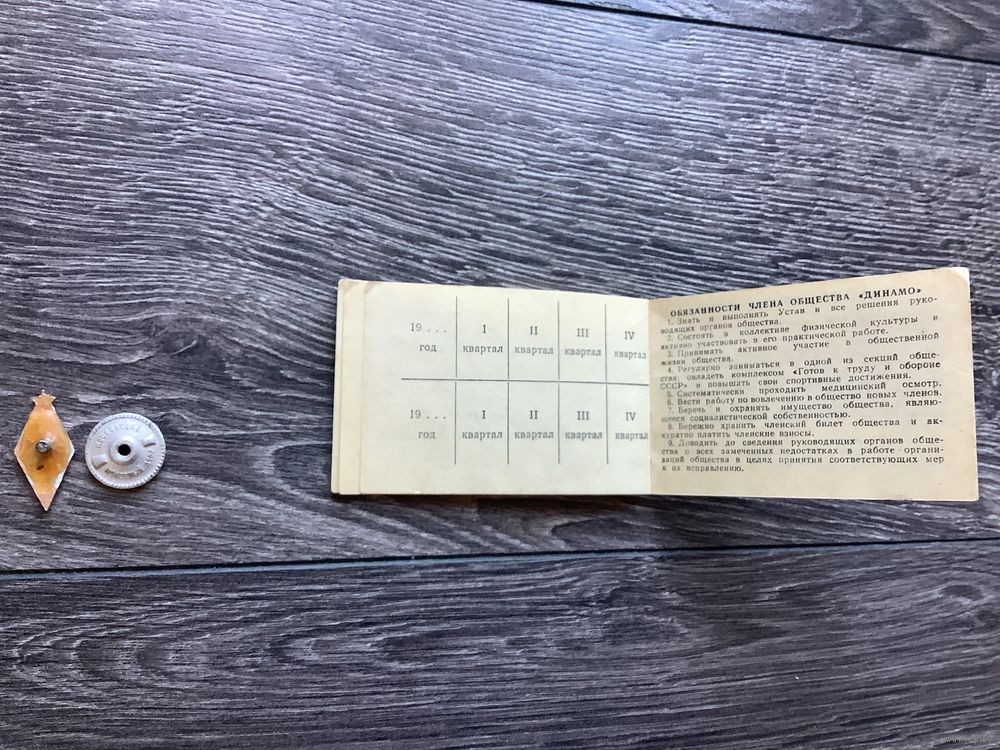 19 ... год I квартал II квартал III квартал IV квартал
19 ... год I квартал II квартал III квартал IV квартал
ОБЯЗАННОСТИ ЧЛЕНА ОБЩЕСТВА «ДИНАМО»
1. Знать и выполнять Устав и все решения руко-
водящих органов общества.
2. Состоять в коллективе физической культуры и
активно участвовать в его практической работе.
3. Принимать активное участие в общественной
жизни общества.
4. Регулярно заниматься в одной из секций обще-
ства, овладеть комплексом «Готов к труду и обороне
СССР» и повышать свои спортивные достижения.
5. Систематически проходить медицинский осмотр.
6. Вести работу по вовлечению в общество новых членов.
7. Беречь и охранять имущество общества, являю-
щееся социалистической собственностью.
8. Бережно хранить членский билет общества и ак-
куратно платить членские взносы.
9. Доводить до сведения руководящих органов обще-
ства о всех замеченных недостатках в работе органи-
заций общества в целях принятия соответствующих мер
к их исправлению.